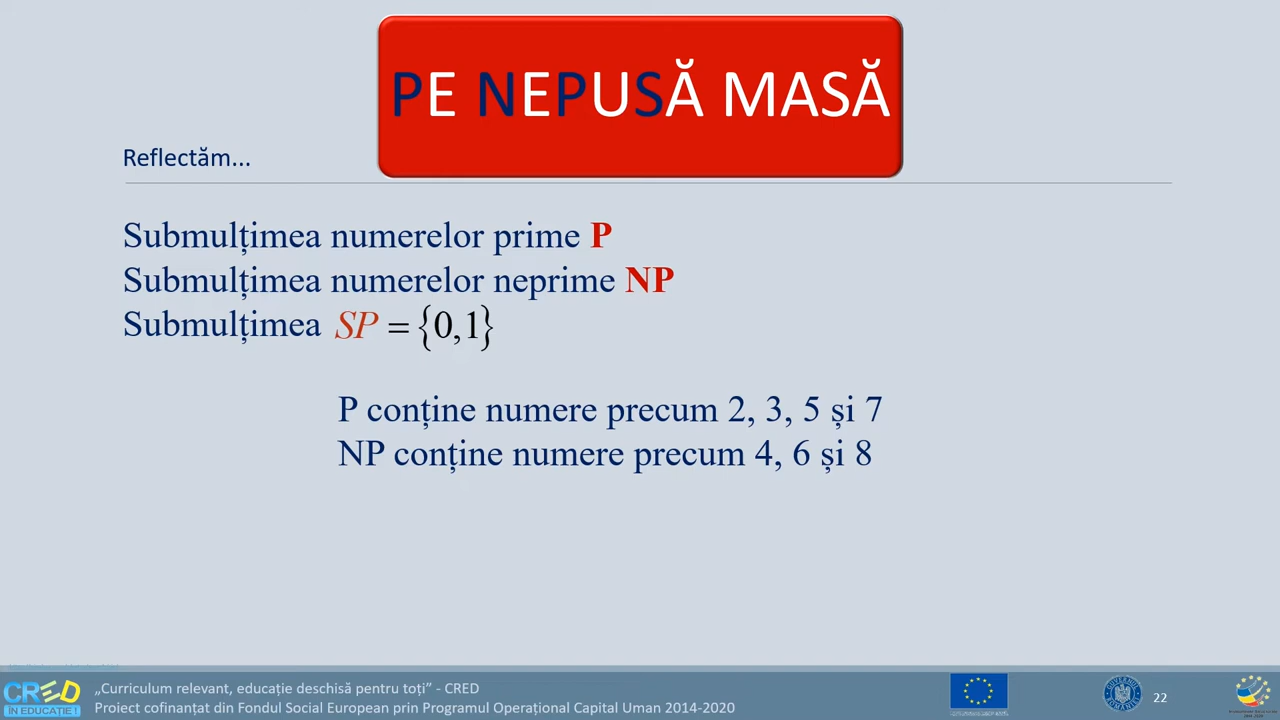 PE NEPUSĂ MASĂ
Reflectăm...
Submulțimea numerelor prime P
Submulțimea numerelor neprime NP
Submulțimea SP = {0,1}
P conține numere precum 2, 3, 5 și 7
NP conține numere precum 4, 6 și 8
CRED
ÎN EDUCAȚIE !
„Curriculum relevant, educație deschisă pentru toți” - CRED
Proiect cofinanțat din Fondul Social European prin Programul Operațional Capital Uman 2014-2020
22